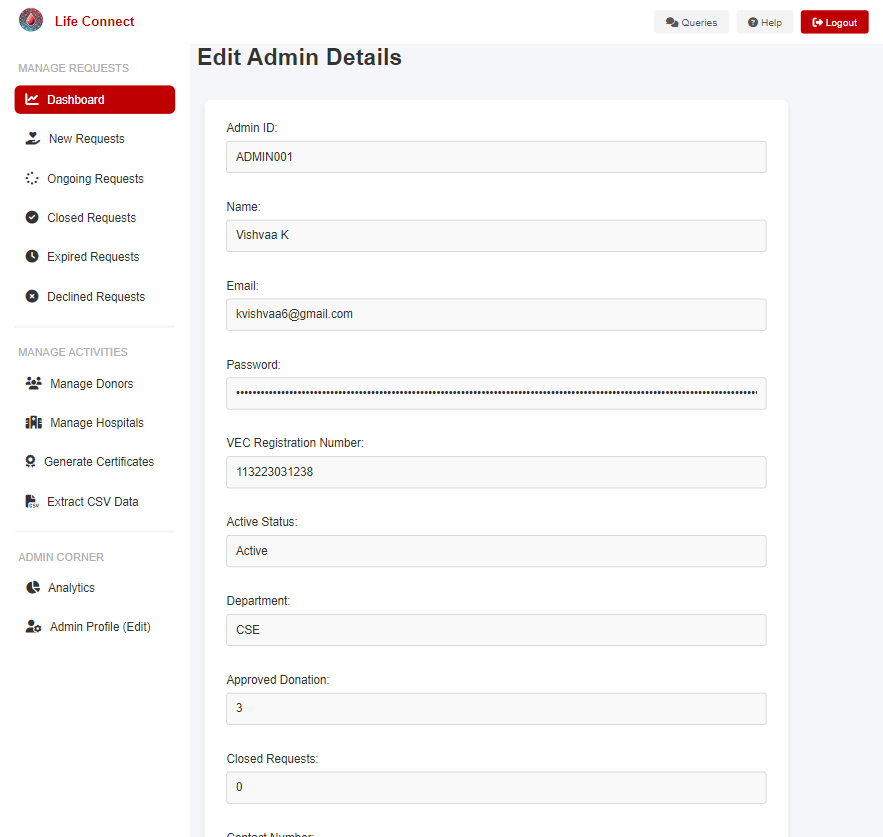 Life Connect
Queries
Help
Logout
MANAGE REQUESTS
Dashboard
New Requests
Ongoing Requests
Closed Requests
Expired Requests
Declined Requests
MANAGE ACTIVITIES
Manage Donors
Manage Hospitals
Generate Certificates
CSV
Extract CSV Data
ADMIN CORNER
Analytics
Admin Profile (Edit)
Edit Admin Details
Admin ID:
ADMIN001
Name:
Vishvaa K
Email:
kvishvaa6@gmail.com
Password:
VEC Registration Number:
113223031238
Active Status:
Active
Department:
CSE
Approved Donation:
3
Closed Requests:
0
Contact Number: